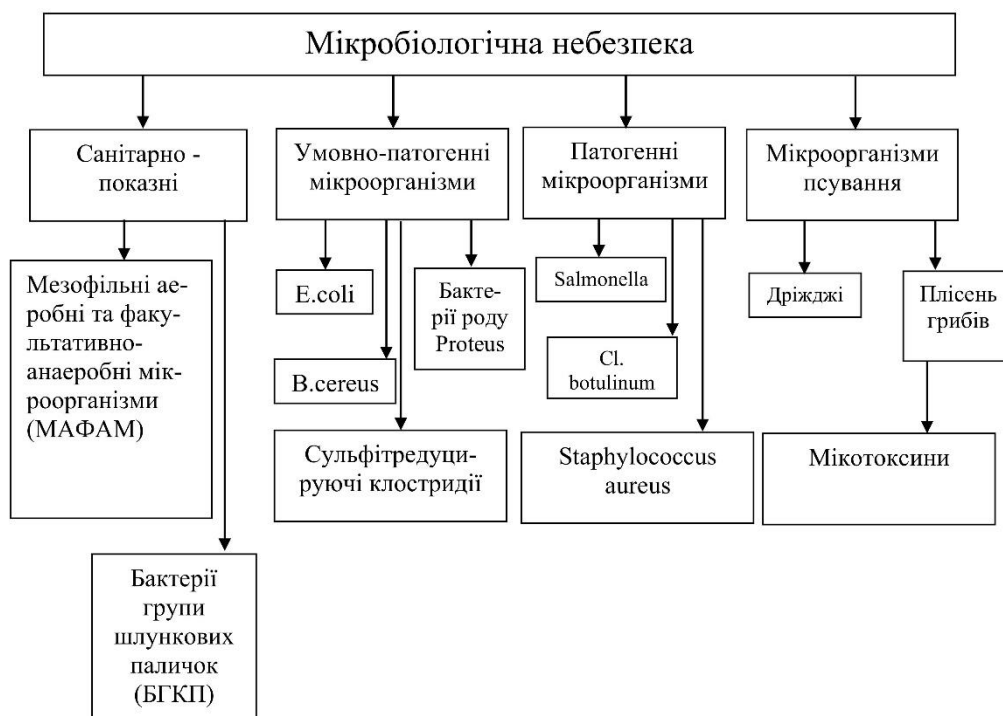 Мікробіологічна небезпека
Санітарно -
показні
Умовно-патогенні
мікроорганізми
Патогенні
мікроорганізми
Мікроорганізми
псування
Мезофільні ае-
робні та факу-
льтативно-
анаеробні мік-
роорганізми
(МАФАМ)
E.coli
Бакте-
рії роду
Proteus
Salmonella
Дріжджі
Плісень
грибів
B.cereus
Cl.
botulinum
Сульфітредуци-
руючі клостридії
Staphylococcus
aureus
Мікотоксини
Бактерії
групи
шлункових
паличок
(БГКП)